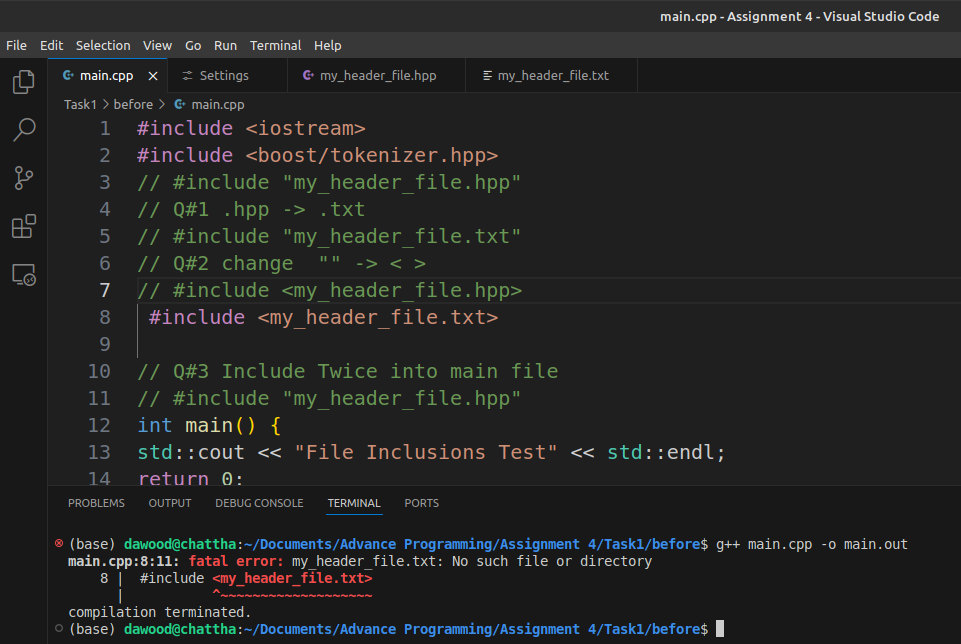 main.cpp - Assignment 4 - Visual Studio Code
File Edit Selection View Go Run Terminal Help
main.cpp Settings my_header_file.hpp my_header_file.txt
Task1 > before > main.cpp
1 #include <iostream>
2 #include <boost/tokenizer.hpp>
3 // #include "my_header_file.hpp"
4 // Q#1 .hpp -> .txt
5 // #include "my_header_file.txt"
6 // Q#2 change  "" -> < >
7 // #include <my_header_file.hpp>
8  #include <my_header_file.txt>
9
10 // Q#3 Include Twice into main file
11 // #include "my_header_file.hpp"
12 int main() {
13 std::cout << "File Inclusions Test" << std::endl;
14 return 0;
PROBLEMS OUTPUT DEBUG CONSOLE TERMINAL PORTS
(base) dawood@chattha:~/Documents/Advance Programming/Assignment 4/Task1/before$ g++ main.cpp -o main.out
main.cpp:8:11: fatal error: my_header_file.txt: No such file or directory
8 |  #include <my_header_file.txt>
|           ^~~~~~~~~~~~~~~~~~~~
compilation terminated.
(base) dawood@chattha:~/Documents/Advance Programming/Assignment 4/Task1/before$